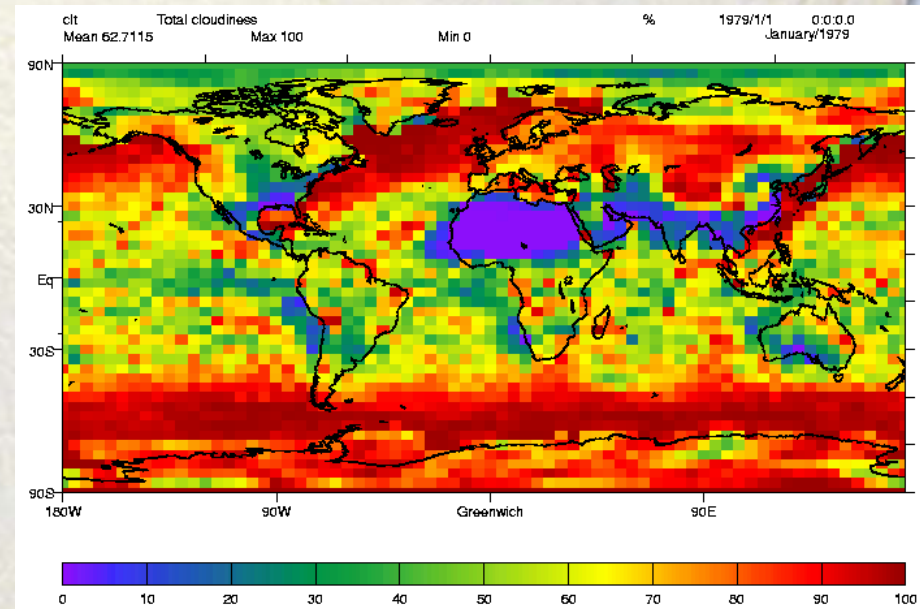 clt Total cloudiness % 1979/1/1 0:0:0.0
Mean 62.7115 Max 100 Min 0 January/1979
90N
30N
Eq
30S
90S
180W 90W Greenwich 90E
0 10 20 30 40 50 60 70 80 90 100